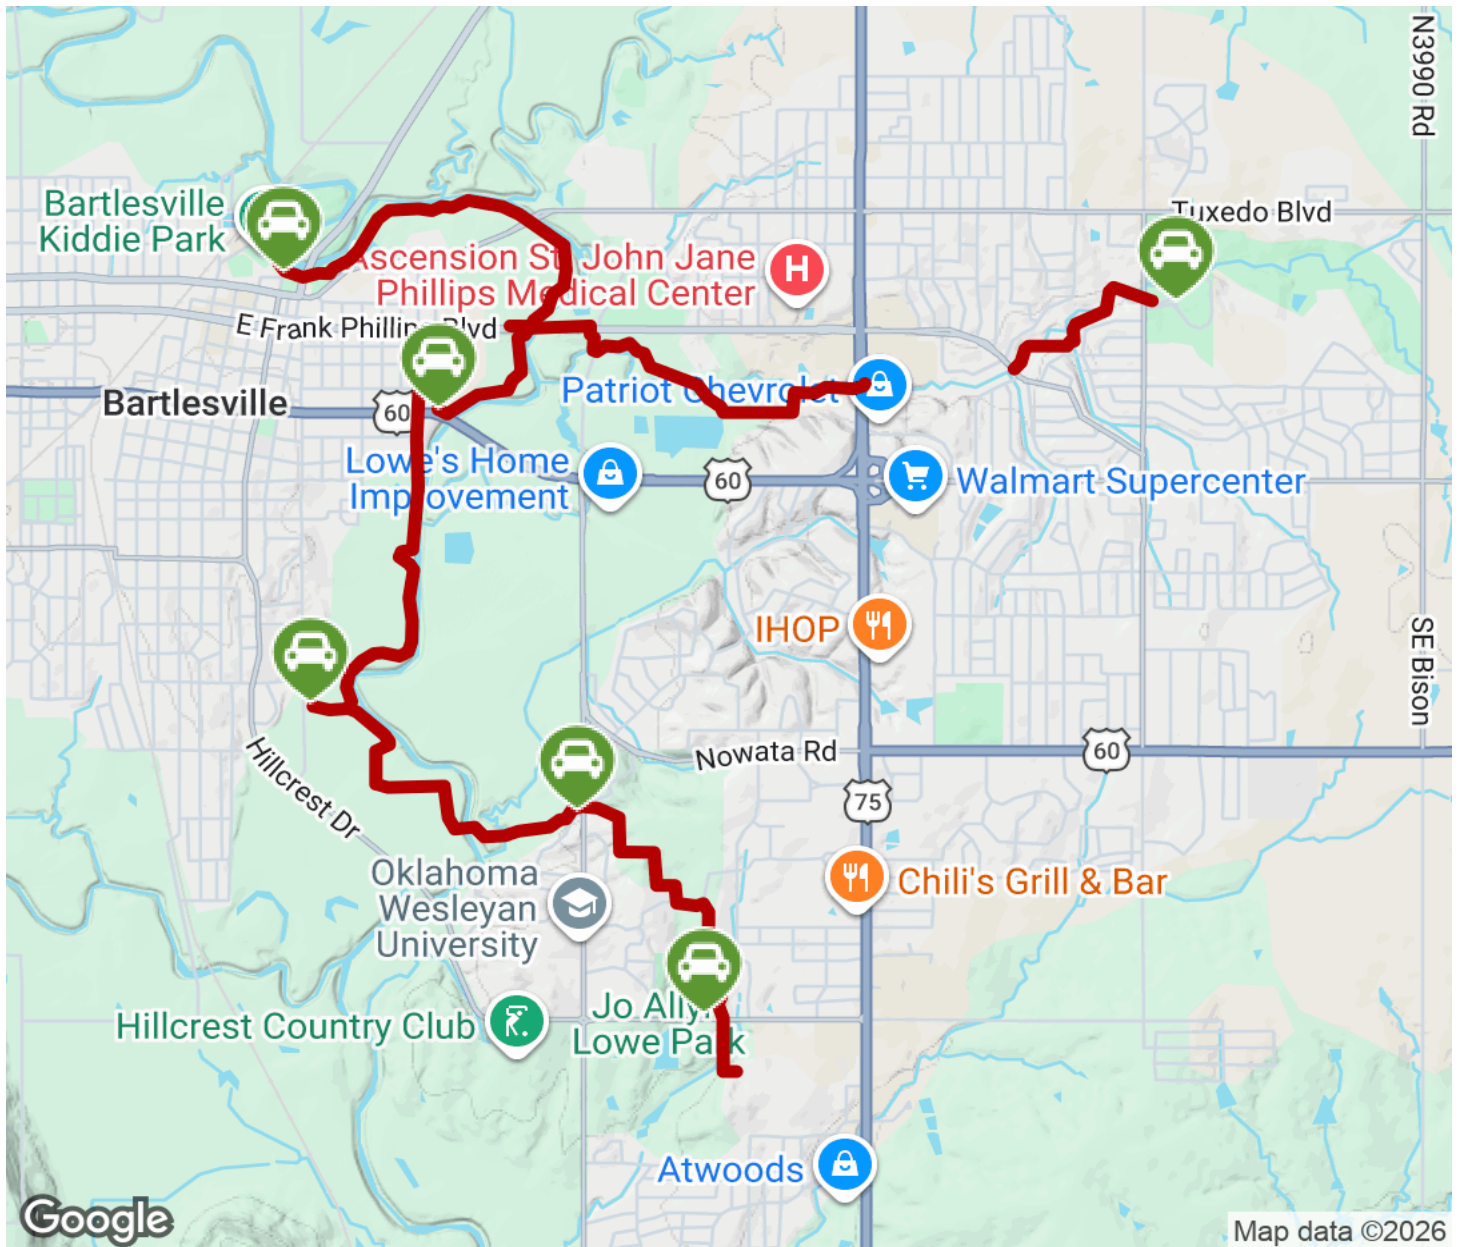 N3990 Rd
Bartlesville
Kiddie Park
Tuxedo Blvd
Ascension St. John Jane
Phillips Medical Center
H
E Frank Phillips Blvd
Patriot Chevrolet
Bartlesville
60
Lowe's Home
Improvement
60
Walmart Supercenter
IHOP
SE Bison
Nowata Rd
60
75
Hillcrest Dr
Oklahoma
Wesleyan
University
Chili's Grill & Bar
Jo Allyn
Lowe Park
Hillcrest Country Club
Atwoods
Google
Map data ©2026